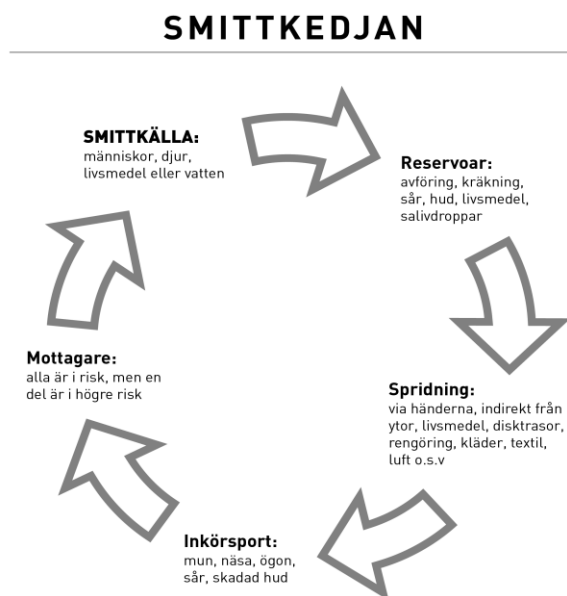 SMITTKEDJAN
SMITTKÄLLA:
människor, djur,
livsmedel eller vatten
Reservoar:
avföring, kräkning,
sår, hud, livsmedel,
salivdroppar
Spridning:
via händerna, indirekt från
ytor, livsmedel, disktrasor,
rengöring, kläder, textil,
luft o.s.v
Inkörsport:
mun, näsa, ögon,
sår, skadad hud
Mottagare:
alla är i risk, men en
del är i högre risk